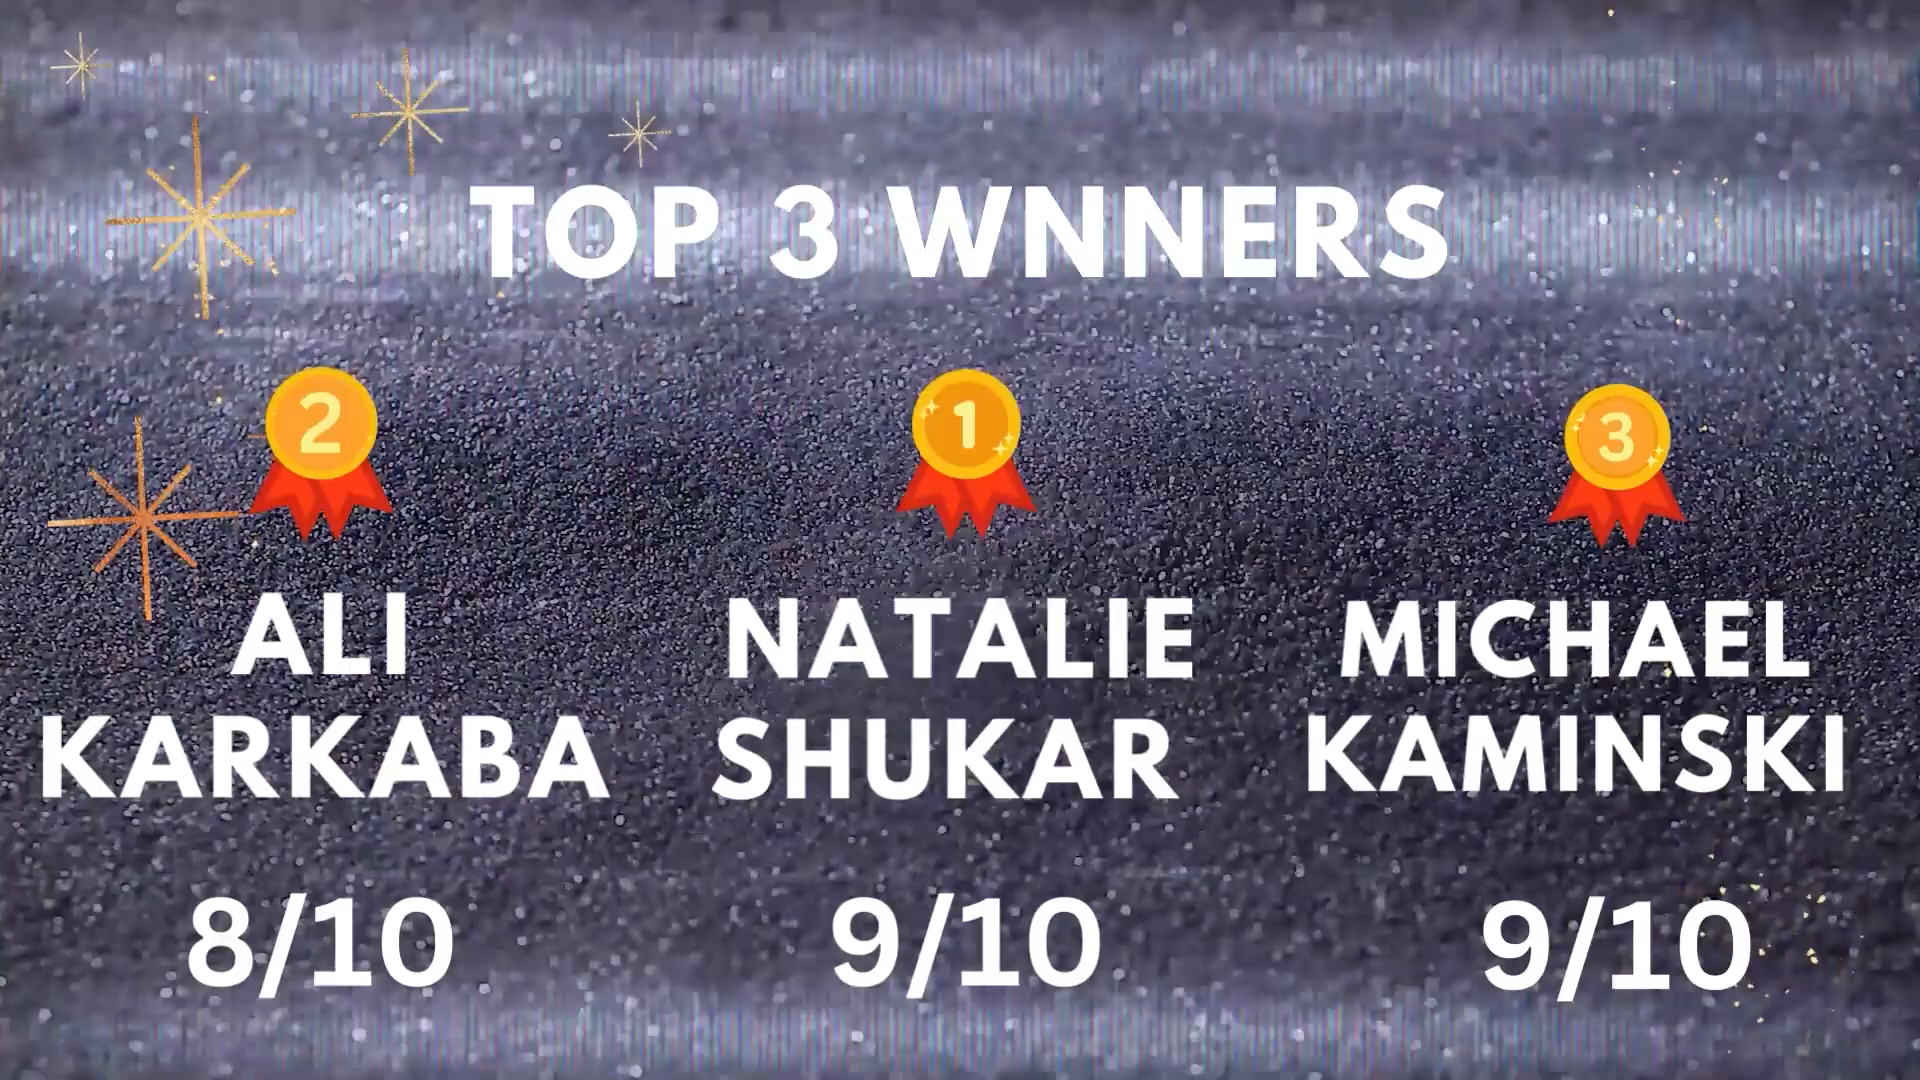 TOP 3 WNNERS
2
1
3
ALI
KARKABA
NATALIE
SHUKAR
MICHAEL
KAMINSKI
8/10
9/10
9/10